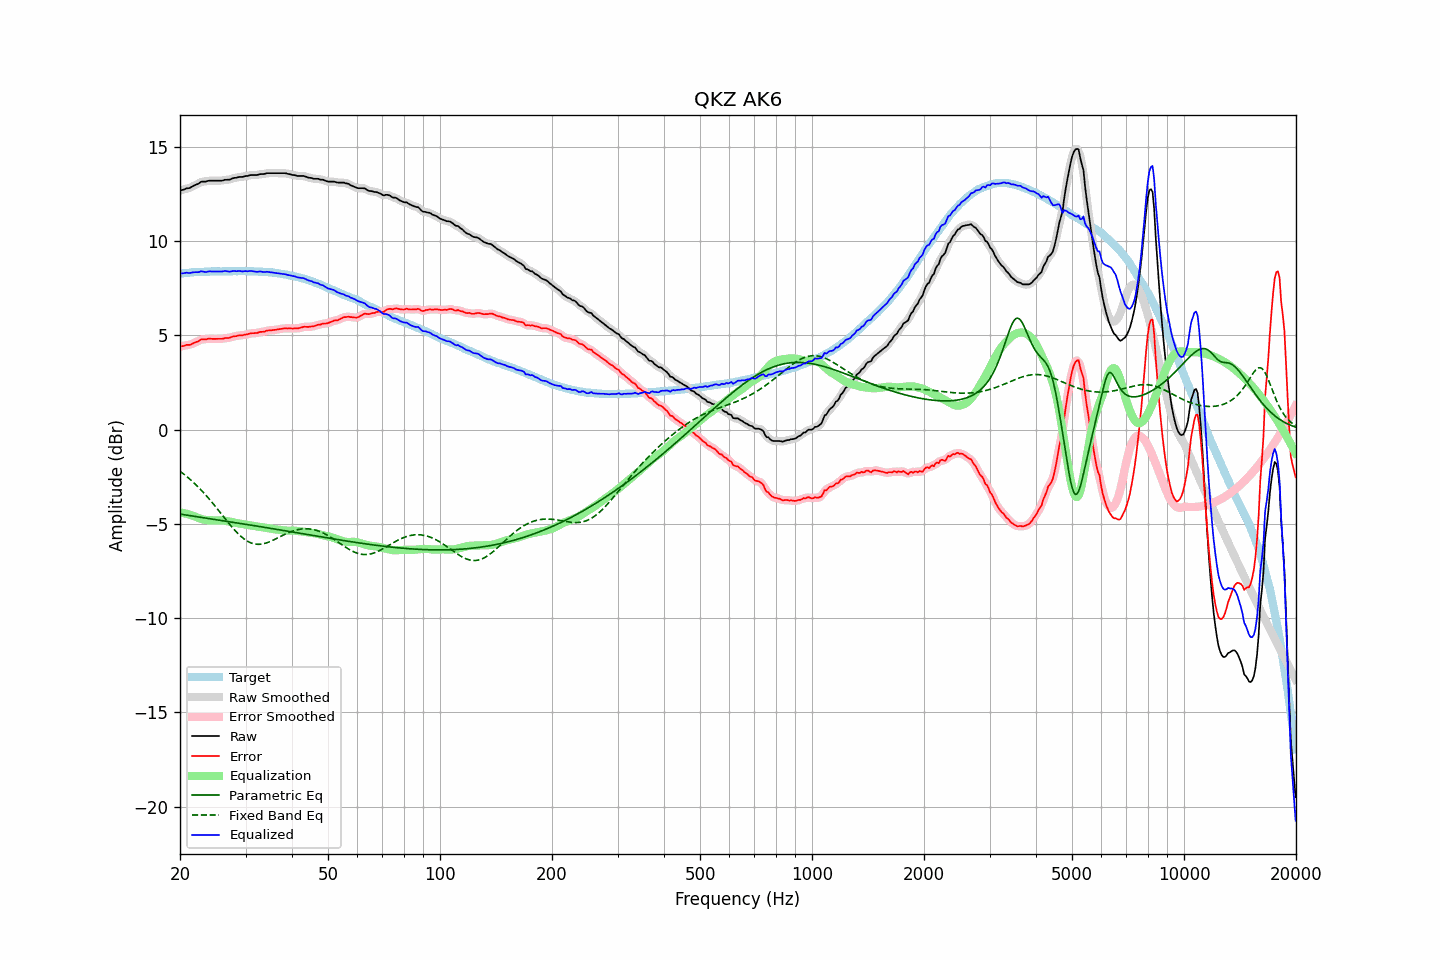 QKZ AK6
15
10
5
0
−5
−10
−15
−20
Amplitude (dBr)
Target
Raw Smoothed
Error Smoothed
Raw
Error
Equalization
Parametric Eq
Fixed Band Eq
Equalized
20 50 100 200 500 1000 2000 5000 10000 20000
Frequency (Hz)